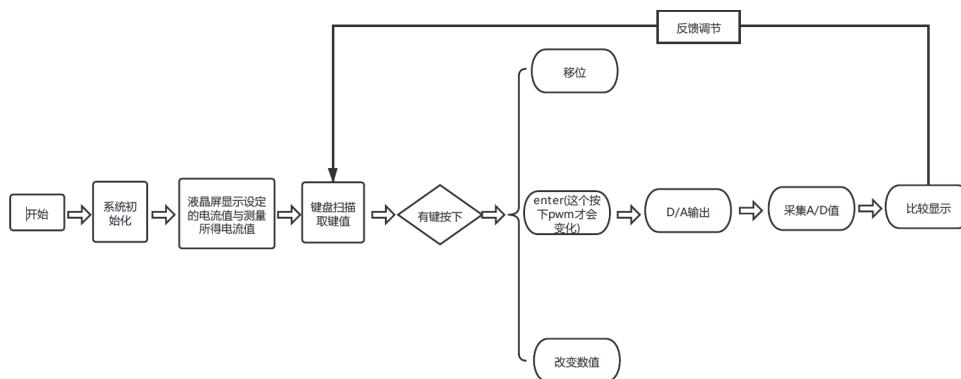 反馈调节
移位
开始
系统初
始化
液晶屏显示设定
的电流值与测量
所得电流值
键盘扫描
取键值
有键按下
enter(这个按
下pwm才会
变化)
D/A输出
采集A/D值
比较显示
改变数值